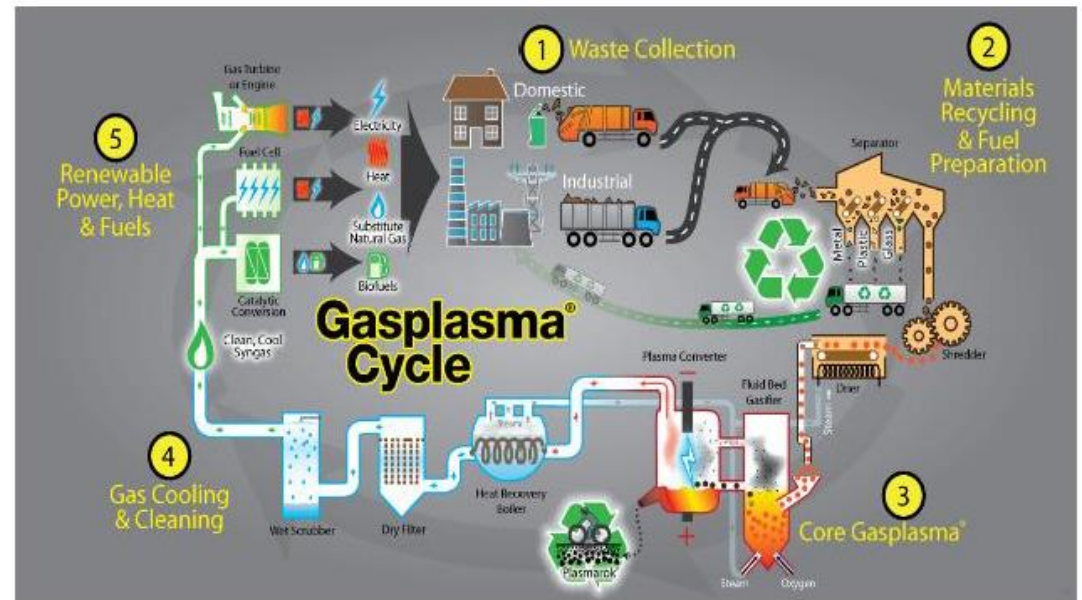 1 Waste Collection
Domestic
Industrial
2
Materials
Recycling
& Fuel
Preparation
Separator
Metal
Plastic
Glass
Shredder
Drier
Steam
3
Core Gasplasma®
Plasma Converter
−
+
Fluid Bed
Gasifier
Steam
Oxygen
Plasmarok
4
Gas Cooling
& Cleaning
Steam
Heat Recovery
Boiler
Dry Filter
Wet Scrubber
Clean, Cool
Syngas
5
Renewable
Power, Heat
& Fuels
Gas Turbine
or Engine
Fuel Cell
Catalytic
Conversion
Electricity
Heat
Substitute
Natural Gas
Biofuels
Gasplasma®
Cycle